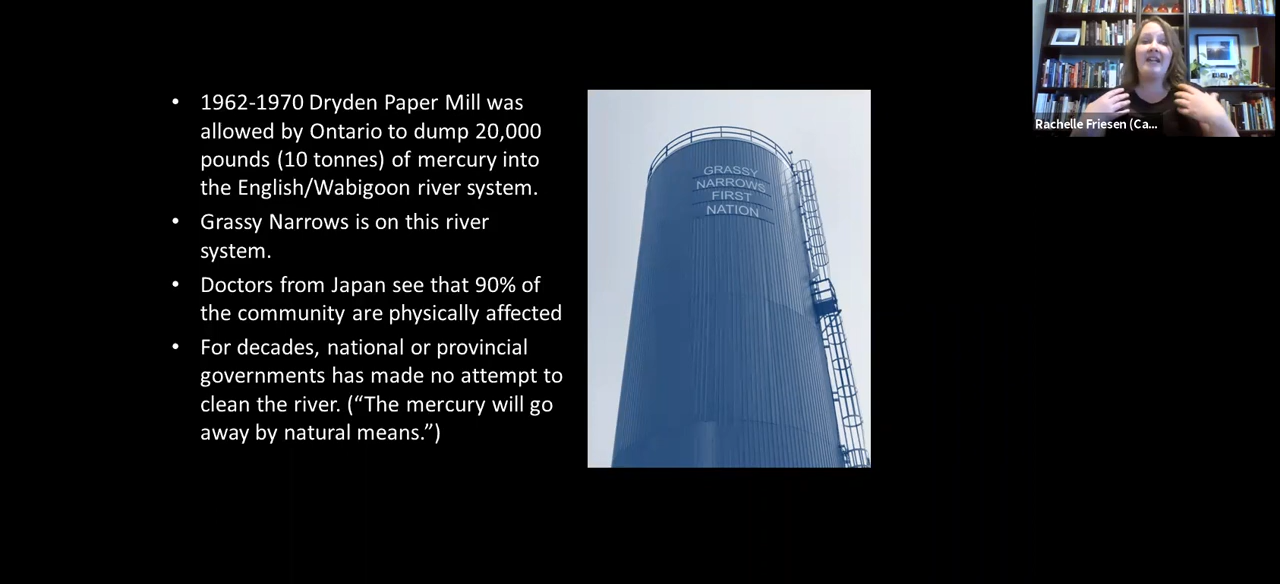 • 1962-1970 Dryden Paper Mill was
allowed by Ontario to dump 20,000
pounds (10 tonnes) of mercury into
the English/Wabigoon river system.
• Grassy Narrows is on this river
system.
• Doctors from Japan see that 90% of
the community are physically affected
• For decades, national or provincial
governments has made no attempt to
clean the river. (“The mercury will go
away by natural means.”)
GRASSY
NARROWS
FIRST
NATION
Rachelle Friesen (Ca...